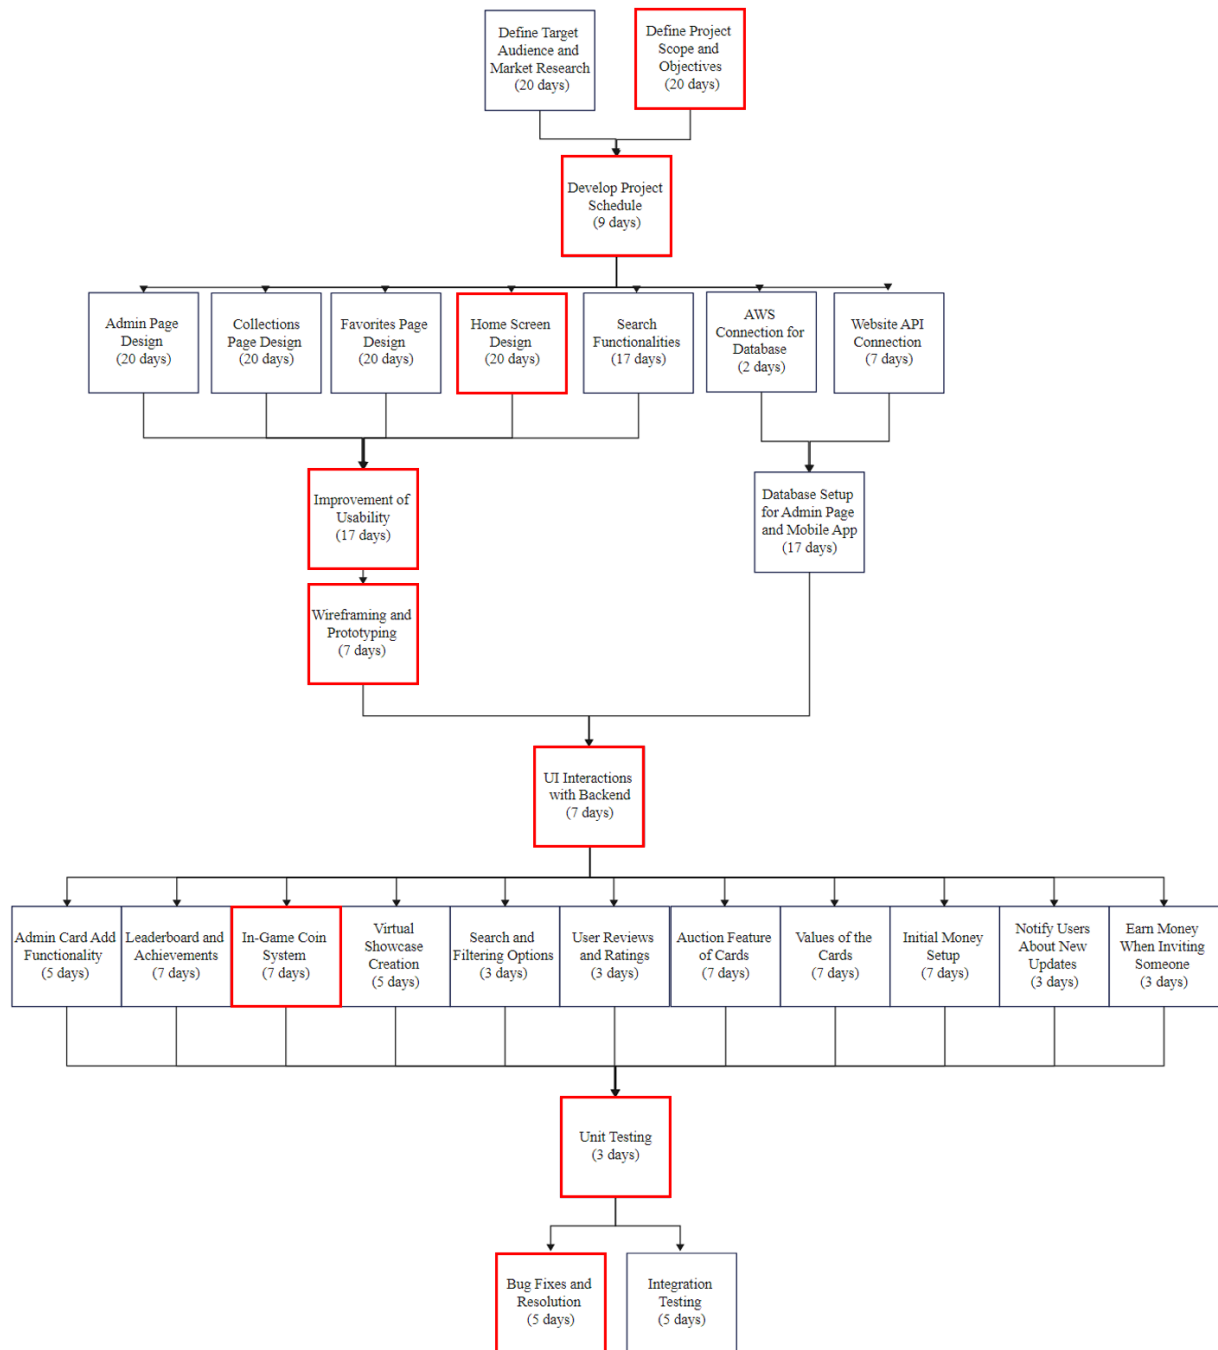 Define Target
Audience and
Market Research
(20 days)
Define Project
Scope and
Objectives
(20 days)
Develop Project
Schedule
(9 days)
Admin Page
Design
(20 days)
Collections
Page Design
(20 days)
Favorites Page
Design
(20 days)
Home Screen
Design
(20 days)
Search
Functionalities
(17 days)
AWS
Connection for
Database
(2 days)
Website API
Connection
(7 days)
Improvement of
Usability
(17 days)
Database Setup
for Admin Page
and Mobile App
(17 days)
Wireframing and
Prototyping
(7 days)
UI Interactions
with Backend
(7 days)
Admin Card Add
Functionality
(5 days)
Leaderboard and
Achievements
(7 days)
In-Game Coin
System
(7 days)
Virtual
Showcase
Creation
(5 days)
Search and
Filtering Options
(3 days)
User Reviews
and Ratings
(3 days)
Auction Feature
of Cards
(7 days)
Values of the
Cards
(7 days)
Initial Money
Setup
(7 days)
Notify Users
About New
Updates
(3 days)
Earn Money
When Inviting
Someone
(3 days)
Unit Testing
(3 days)
Bug Fixes and
Resolution
(5 days)
Integration
Testing
(5 days)